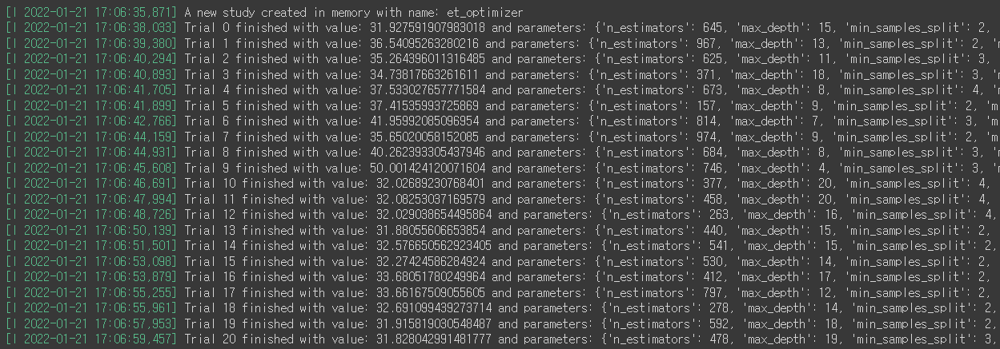 [I 2022-01-21 17:06:35,871] A new study created in memory with name: et_optimizer
[I 2022-01-21 17:06:38,033] Trial 0 finished with value: 31.927591907983018 and parameters: {'n_estimators': 645, 'max_depth': 15, 'min_samples_split': 2,
[I 2022-01-21 17:06:39,380] Trial 1 finished with value: 36.54095263280216 and parameters: {'n_estimators': 967, 'max_depth': 13, 'min_samples_split': 2,
[I 2022-01-21 17:06:40,294] Trial 2 finished with value: 35.264396011316485 and parameters: {'n_estimators': 625, 'max_depth': 11, 'min_samples_split': 3,
[I 2022-01-21 17:06:40,893] Trial 3 finished with value: 34.73817663261611 and parameters: {'n_estimators': 371, 'max_depth': 18, 'min_samples_split': 3,
[I 2022-01-21 17:06:41,705] Trial 4 finished with value: 37.533027657771584 and parameters: {'n_estimators': 673, 'max_depth': 8, 'min_samples_split': 4,
[I 2022-01-21 17:06:41,899] Trial 5 finished with value: 37.41535993725869 and parameters: {'n_estimators': 157, 'max_depth': 9, 'min_samples_split': 2,
[I 2022-01-21 17:06:42,766] Trial 6 finished with value: 41.95992085096954 and parameters: {'n_estimators': 814, 'max_depth': 7, 'min_samples_split': 3,
[I 2022-01-21 17:06:44,159] Trial 7 finished with value: 35.65020058152085 and parameters: {'n_estimators': 974, 'max_depth': 9, 'min_samples_split': 2,
[I 2022-01-21 17:06:44,931] Trial 8 finished with value: 40.262393305437946 and parameters: {'n_estimators': 684, 'max_depth': 8, 'min_samples_split': 3,
[I 2022-01-21 17:06:45,608] Trial 9 finished with value: 50.001424120071604 and parameters: {'n_estimators': 746, 'max_depth': 4, 'min_samples_split': 3,
[I 2022-01-21 17:06:46,691] Trial 10 finished with value: 32.02689230768401 and parameters: {'n_estimators': 377, 'max_depth': 20, 'min_samples_split': 4,
[I 2022-01-21 17:06:47,994] Trial 11 finished with value: 32.08253037169579 and parameters: {'n_estimators': 458, 'max_depth': 20, 'min_samples_split': 4,
[I 2022-01-21 17:06:48,726] Trial 12 finished with value: 32.029038654495864 and parameters: {'n_estimators': 263, 'max_depth': 16, 'min_samples_split': 4,
[I 2022-01-21 17:06:50,139] Trial 13 finished with value: 31.88055606653854 and parameters: {'n_estimators': 440, 'max_depth': 15, 'min_samples_split': 2,
[I 2022-01-21 17:06:51,501] Trial 14 finished with value: 32.576650562923405 and parameters: {'n_estimators': 541, 'max_depth': 15, 'min_samples_split': 2,
[I 2022-01-21 17:06:53,098] Trial 15 finished with value: 32.27424586284924 and parameters: {'n_estimators': 530, 'max_depth': 14, 'min_samples_split': 2,
[I 2022-01-21 17:06:53,879] Trial 16 finished with value: 33.68051780249964 and parameters: {'n_estimators': 412, 'max_depth': 17, 'min_samples_split': 2,
[I 2022-01-21 17:06:55,255] Trial 17 finished with value: 33.66167509055605 and parameters: {'n_estimators': 797, 'max_depth': 12, 'min_samples_split': 2,
[I 2022-01-21 17:06:55,961] Trial 18 finished with value: 32.691099439273714 and parameters: {'n_estimators': 278, 'max_depth': 14, 'min_samples_split': 2,
[I 2022-01-21 17:06:57,953] Trial 19 finished with value: 31.915819030548487 and parameters: {'n_estimators': 592, 'max_depth': 18, 'min_samples_split': 2,
[I 2022-01-21 17:06:59,457] Trial 20 finished with value: 31.828042991481777 and parameters: {'n_estimators': 478, 'max_depth': 19, 'min_samples_split': 3,